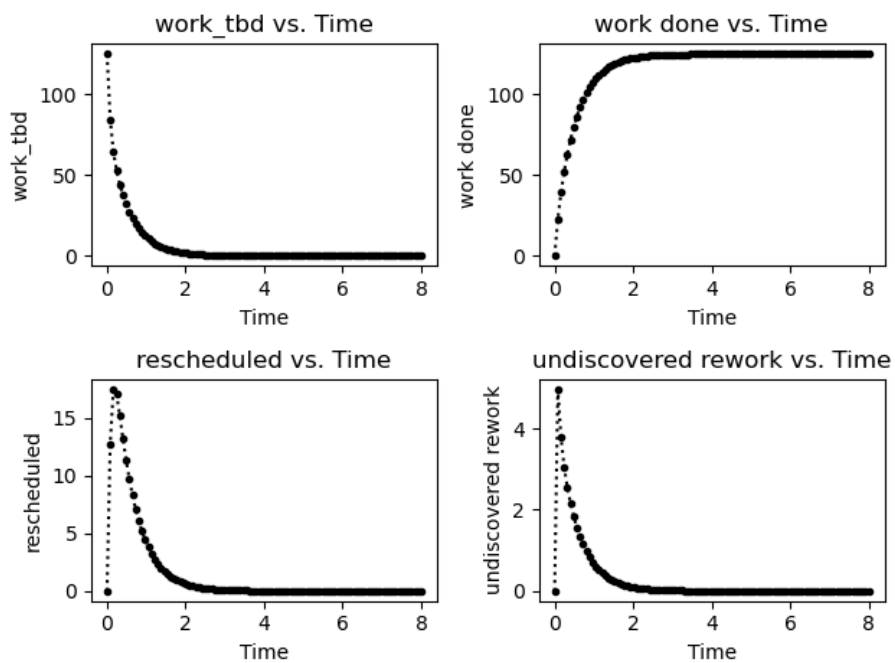 work_tbd vs. Time
work_tbd
100
50
0
0 2 4 6 8
Time
work done vs. Time
work done
100
50
0
0 2 4 6 8
Time
rescheduled vs. Time
rescheduled
15
10
5
0
0 2 4 6 8
Time
undiscovered rework vs. Time
undiscovered rework
4
2
0
0 2 4 6 8
Time